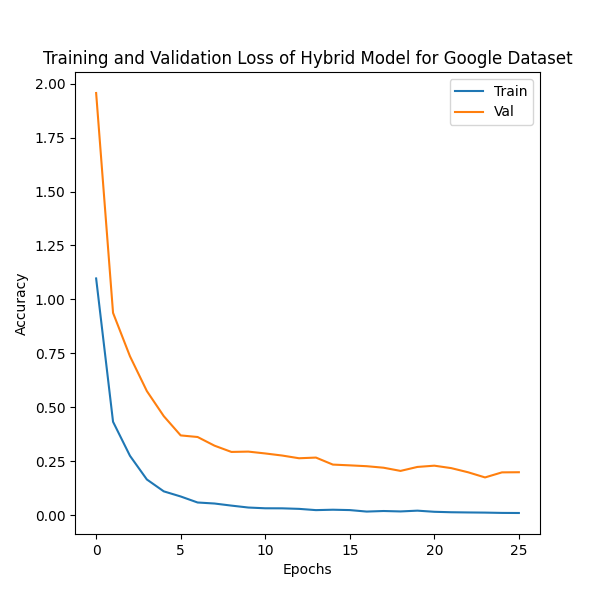 Training and Validation Loss of Hybrid Model for Google Dataset
Train
Val
2.00
1.75
1.50
1.25
1.00
0.75
0.50
0.25
0.00
Accuracy
0 5 10 15 20 25
Epochs